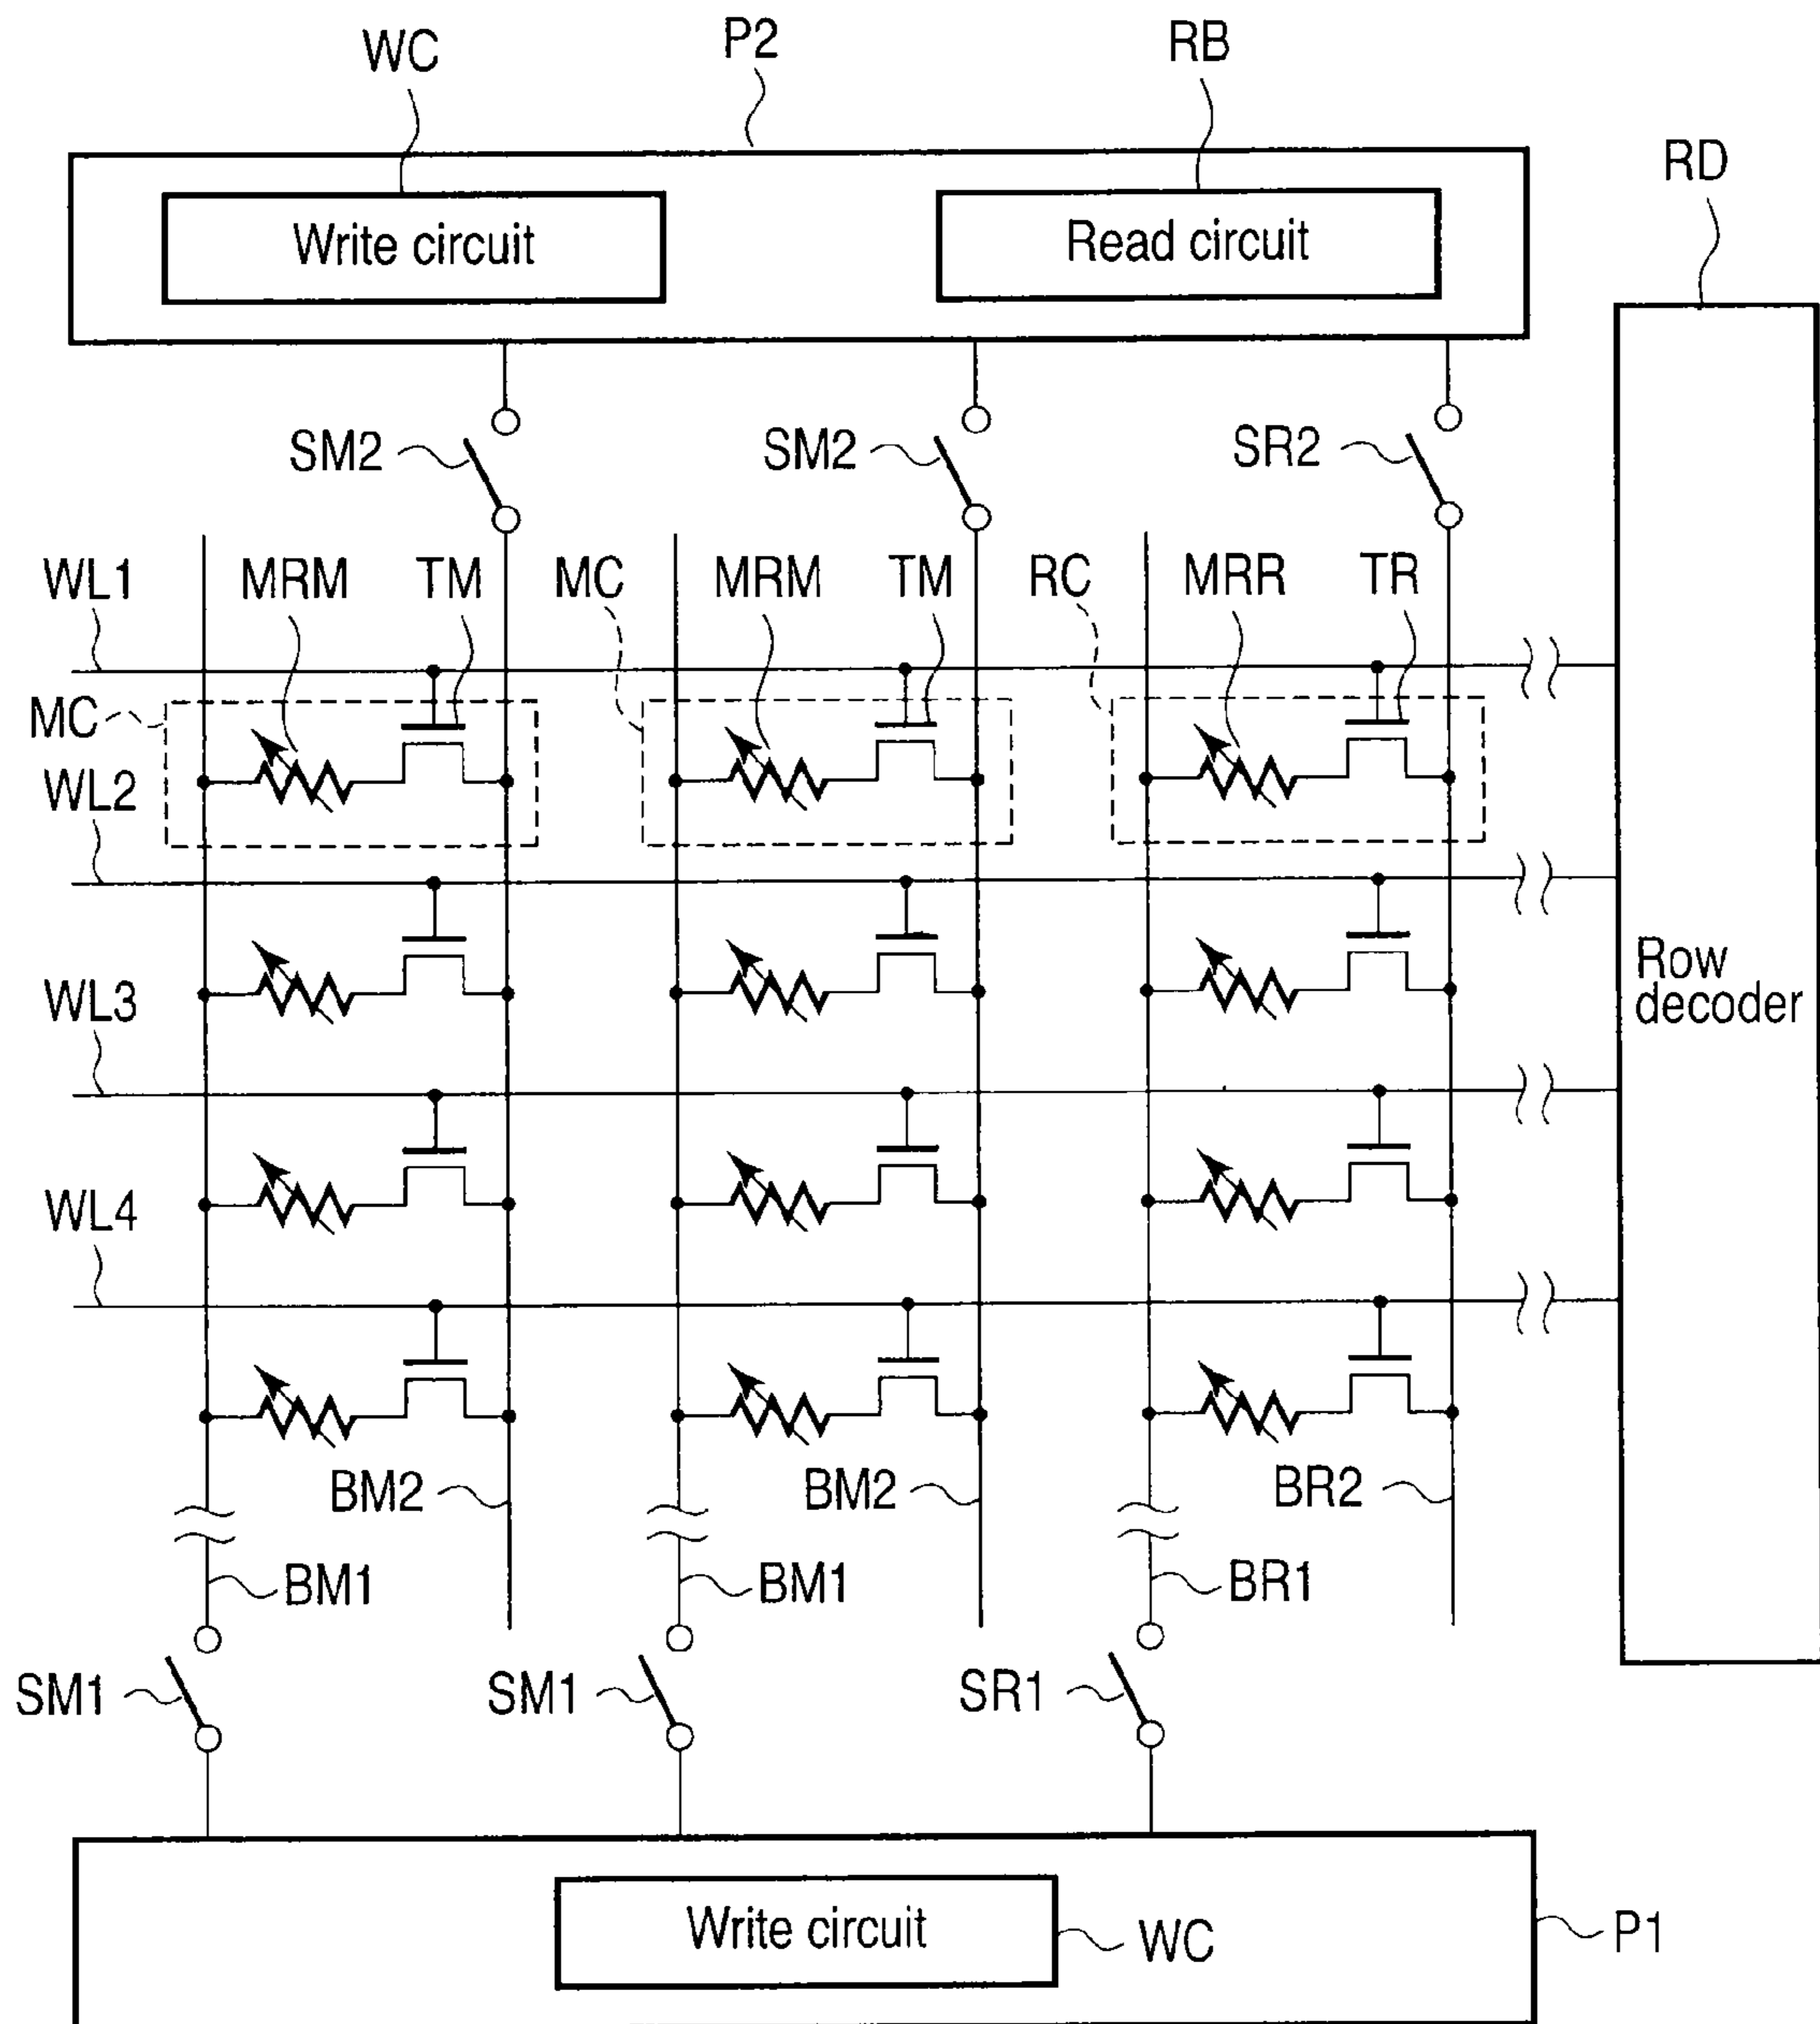 WC P2 RB
RD
Write circuit Read circuit
SM2 SM2 SR2
WL1 MRM TM MC MRM TM RC MRR TR
MC
WL2
Row
decoder
WL3
WL4
BM2 BM2 BR2
BM1 BM1 BR1
SM1 SM1 SR1
Write circuit WC P1